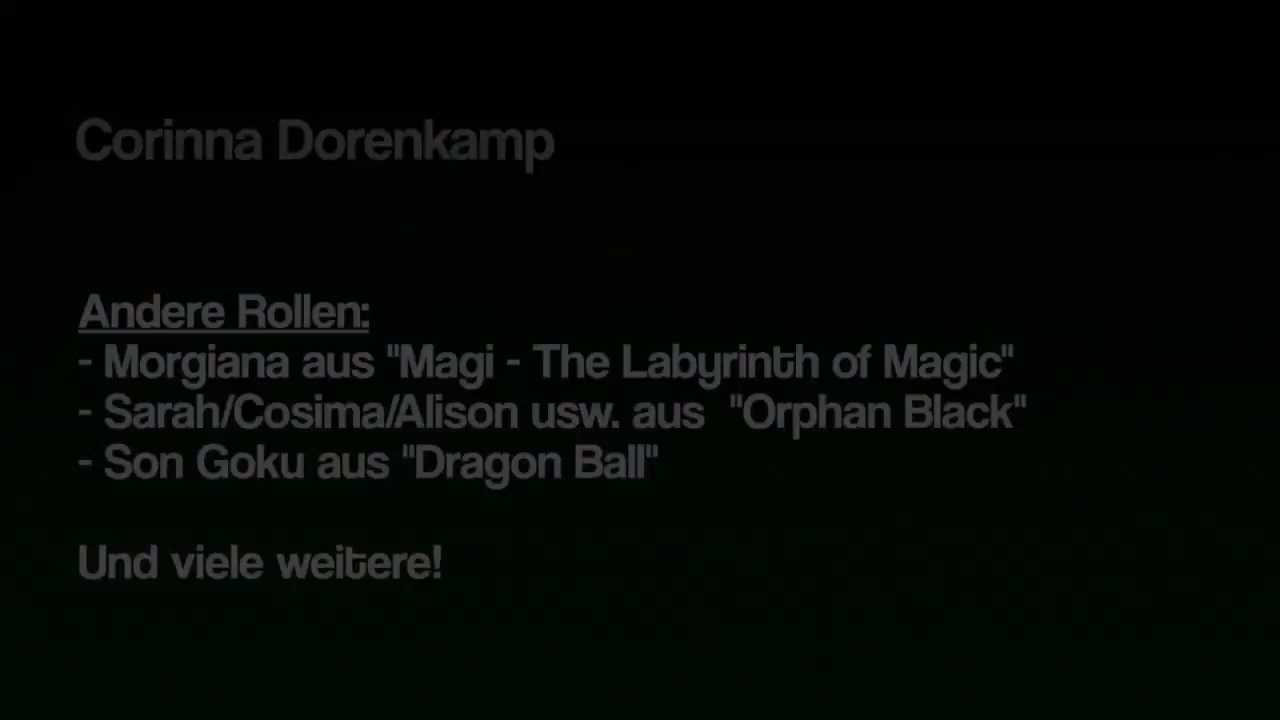 Corinna Dorenkamp
Andere Rollen:
- Morgiana aus "Magi - The Labyrinth of Magic"
- Sarah/Cosima/Alison usw. aus  "Orphan Black"
- Son Goku aus "Dragon Ball"
Und viele weitere!